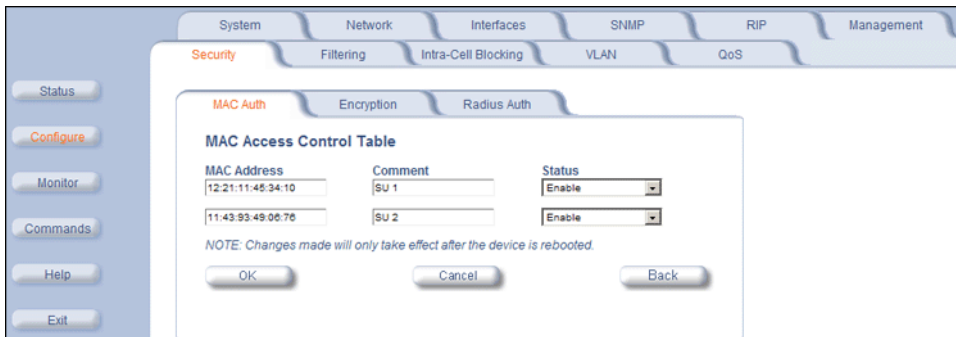 System Network Interfaces SNMP RIP Management
Security Filtering Intra-Cell Blocking VLAN QoS
Status
Configure
Monitor
Commands
Help
Exit
MAC Auth Encryption Radius Auth
MAC Access Control Table
MAC Address Comment Status
12:21:11:45:34:10 SU 1 Enable
11:43:93:49:06:76 SU 2 Enable
NOTE: Changes made will only take effect after the device is rebooted.
OK Cancel Back